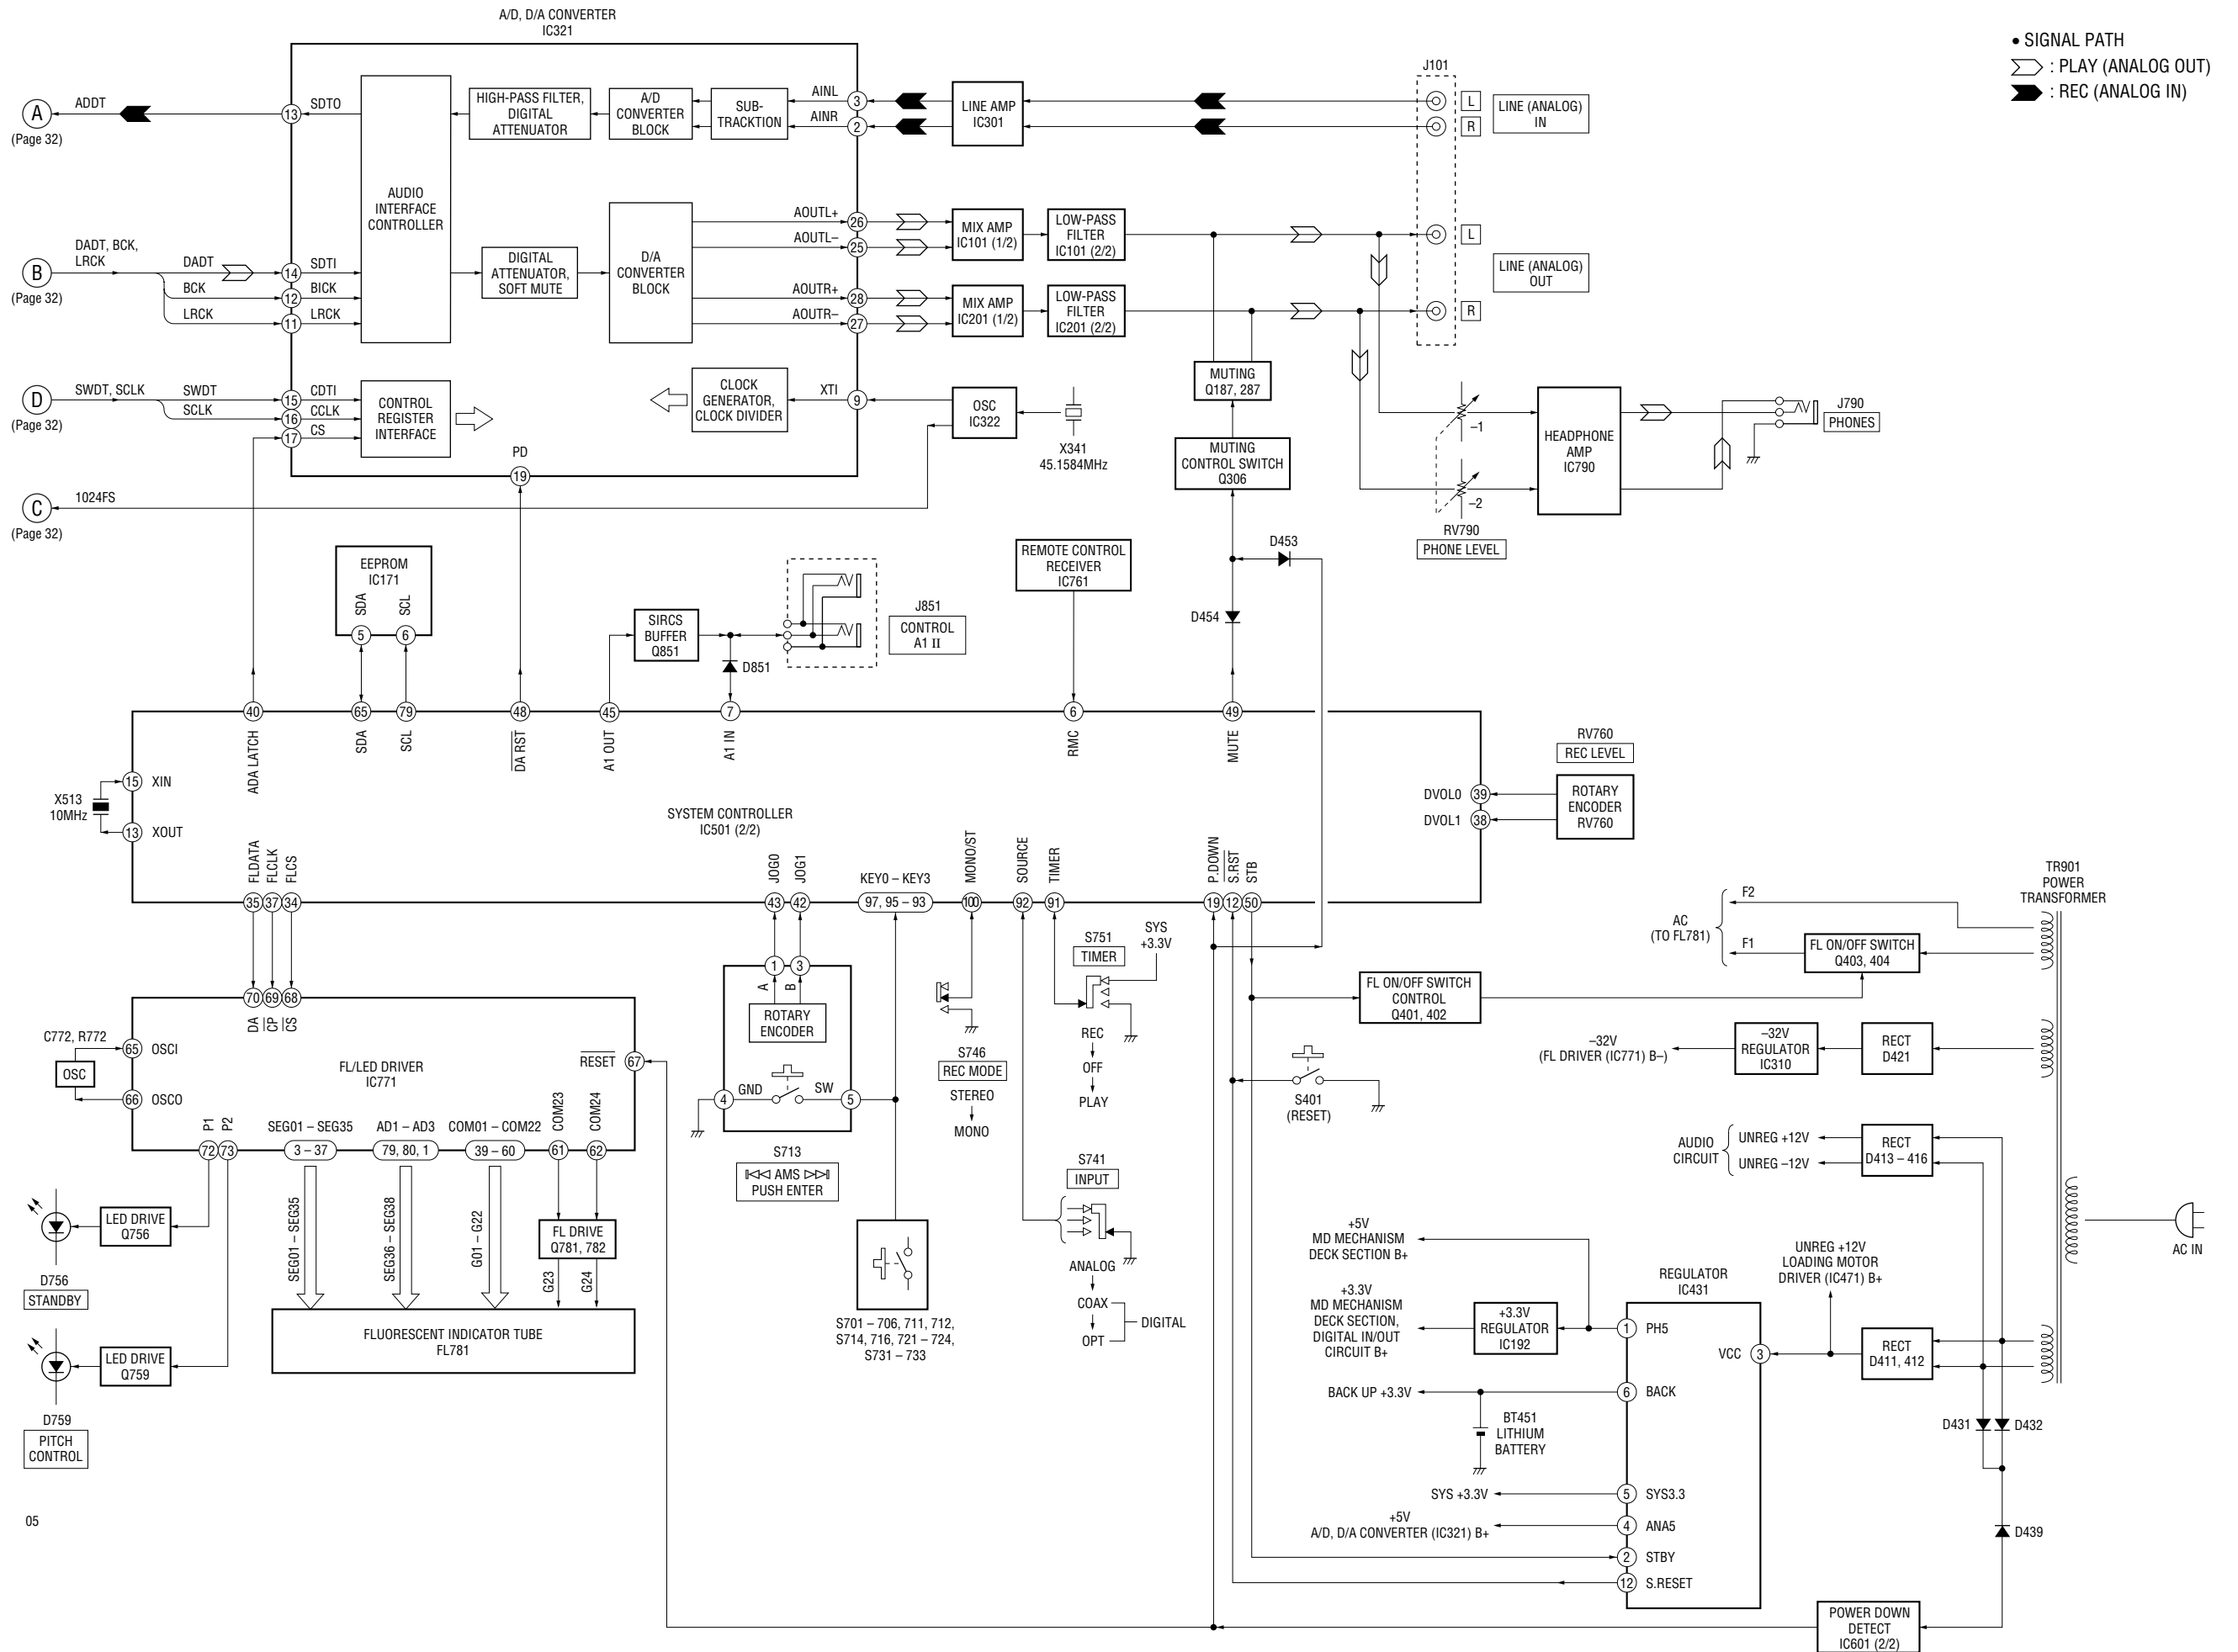 A/D, D/A CONVERTER
IC321
• SIGNAL PATH
: PLAY (ANALOG OUT)
: REC (ANALOG IN)
A
(Page 32)
ADDT
13
SDTO
AUDIO
INTERFACE
CONTROLLER
HIGH-PASS FILTER,
DIGITAL
ATTENUATOR
A/D
CONVERTER
BLOCK
SUB-
TRACKTION
AINL
3
AINR
2
LINE AMP
IC301
J101
L
R
LINE (ANALOG)
IN
B
(Page 32)
DADT, BCK,
LRCK
DADT
14
SDTI
BCK
12
BICK
LRCK
11
LRCK
DIGITAL
ATTENUATOR,
SOFT MUTE
D/A
CONVERTER
BLOCK
AOUTL+
26
AOUTL–
25
AOUTR+
28
AOUTR–
27
MIX AMP
IC101 (1/2)
LOW-PASS
FILTER
IC101 (2/2)
MIX AMP
IC201 (1/2)
LOW-PASS
FILTER
IC201 (2/2)
L
LINE (ANALOG)
OUT
R
D
(Page 32)
SWDT, SCLK
SWDT
15
CDTI
SCLK
16
CCLK
17
CS
CONTROL
REGISTER
INTERFACE
CLOCK
GENERATOR,
CLOCK DIVIDER
XTI
9
OSC
IC322
X341
45.1584MHz
PD
19
MUTING
Q187, 287
MUTING
CONTROL SWITCH
Q306
–1
–2
RV790
PHONE LEVEL
HEADPHONE
AMP
IC790
J790
PHONES
C
(Page 32)
1024FS
EEPROM
IC171
SDA
SCL
5
6
SIRCS
BUFFER
Q851
D851
J851
CONTROL
A1 II
REMOTE CONTROL
RECEIVER
IC761
D453
D454
40
65
79
48
45
7
6
49
ADA LATCH
SDA
SCL
DA RST
A1 OUT
A1 IN
RMC
MUTE
X513
10MHz
15
XIN
13
XOUT
SYSTEM CONTROLLER
IC501 (2/2)
DVOL0
39
DVOL1
38
RV760
REC LEVEL
ROTARY
ENCODER
RV760
FLDATA
FLCLK
FLCS
JOG0
JOG1
KEY0 – KEY3
MONO/ST
SOURCE
TIMER
P.DOWN
S.RST
STB
35
37
34
43
42
97, 95 – 93
100
92
91
19
12
50
70
69
68
DA
CP
CS
C772, R772
OSC
65
OSCI
66
OSCO
FL/LED DRIVER
IC771
RESET
67
P1
P2
72
73
SEG01 – SEG35
3 – 37
AD1 – AD3
79, 80, 1
COM01 – COM22
39 – 60
COM23
61
COM24
62
LED DRIVE
Q756
D756
STANDBY
LED DRIVE
Q759
D759
PITCH
CONTROL
SEG01 – SEG35
SEG36 – SEG38
G01 – G22
FL DRIVE
Q781, 782
G23
G24
FLUORESCENT INDICATOR TUBE
FL781
1
3
A
B
ROTARY
ENCODER
4
GND
SW
5
S713
AMS
PUSH ENTER
S701 – 706, 711, 712,
S714, 716, 721 – 724,
S731 – 733
S746
REC MODE
STEREO
MONO
S751
TIMER
SYS
+3.3V
REC
OFF
PLAY
S741
INPUT
ANALOG
COAX
OPT
DIGITAL
S401
(RESET)
FL ON/OFF SWITCH
CONTROL
Q401, 402
AC
(TO FL781)
F2
F1
FL ON/OFF SWITCH
Q403, 404
TR901
POWER
TRANSFORMER
–32V
(FL DRIVER (IC771) B–)
–32V
REGULATOR
IC310
RECT
D421
AUDIO
CIRCUIT
UNREG +12V
UNREG –12V
RECT
D413 – 416
AC IN
+5V
MD MECHANISM
DECK SECTION B+
UNREG +12V
LOADING MOTOR
DRIVER (IC471) B+
REGULATOR
IC431
+3.3V
MD MECHANISM
DECK SECTION,
DIGITAL IN/OUT
CIRCUIT B+
+3.3V
REGULATOR
IC192
1
PH5
VCC
3
RECT
D411, 412
BACK UP +3.3V
6
BACK
BT451
LITHIUM
BATTERY
D431
D432
SYS +3.3V
5
SYS3.3
+5V
A/D, D/A CONVERTER (IC321) B+
4
ANA5
2
STBY
12
S.RESET
D439
POWER DOWN
DETECT
IC601 (2/2)
05